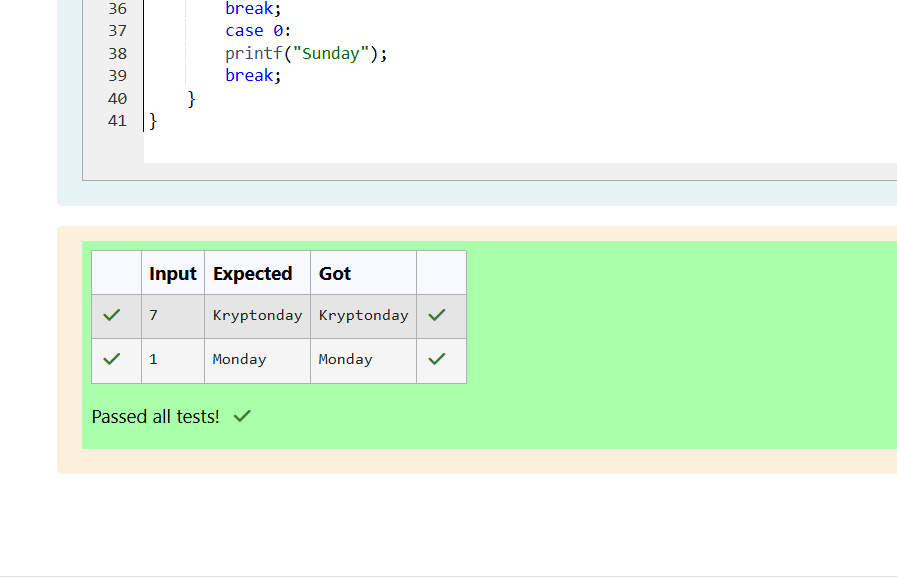 36 break;
37 case 0:
38 printf("Sunday");
39 break;
40 }
41 }
Input Expected Got
7 Kryptonday Kryptonday
1 Monday Monday
Passed all tests!